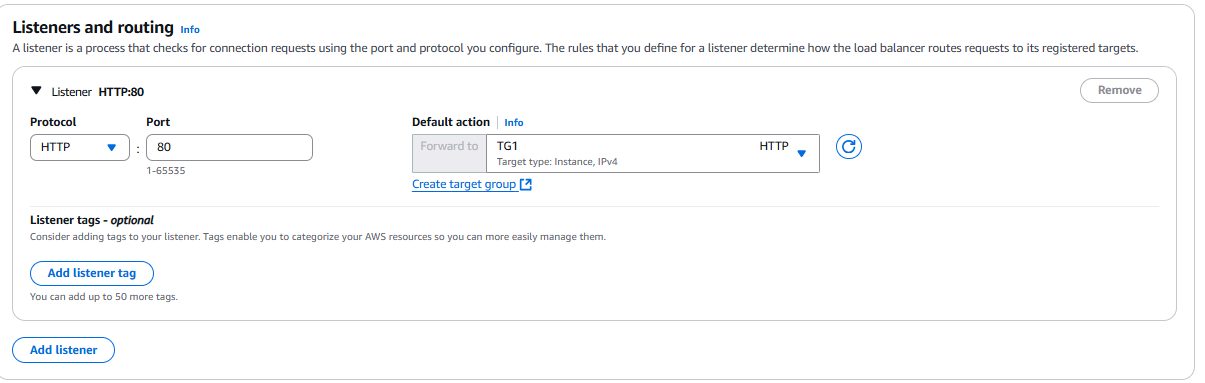 Listeners and routing Info
A listener is a process that checks for connection requests using the port and protocol you configure. The rules that you define for a listener determine how the load balancer routes requests to its registered targets.
Listener HTTP:80
Remove
Protocol
Port
Default action Info
HTTP
:
80
Forward to
TG1
HTTP
Target type: Instance, IPv4
1-65535
Create target group
Listener tags - optional
Consider adding tags to your listener. Tags enable you to categorize your AWS resources so you can more easily manage them.
Add listener tag
You can add up to 50 more tags.
Add listener